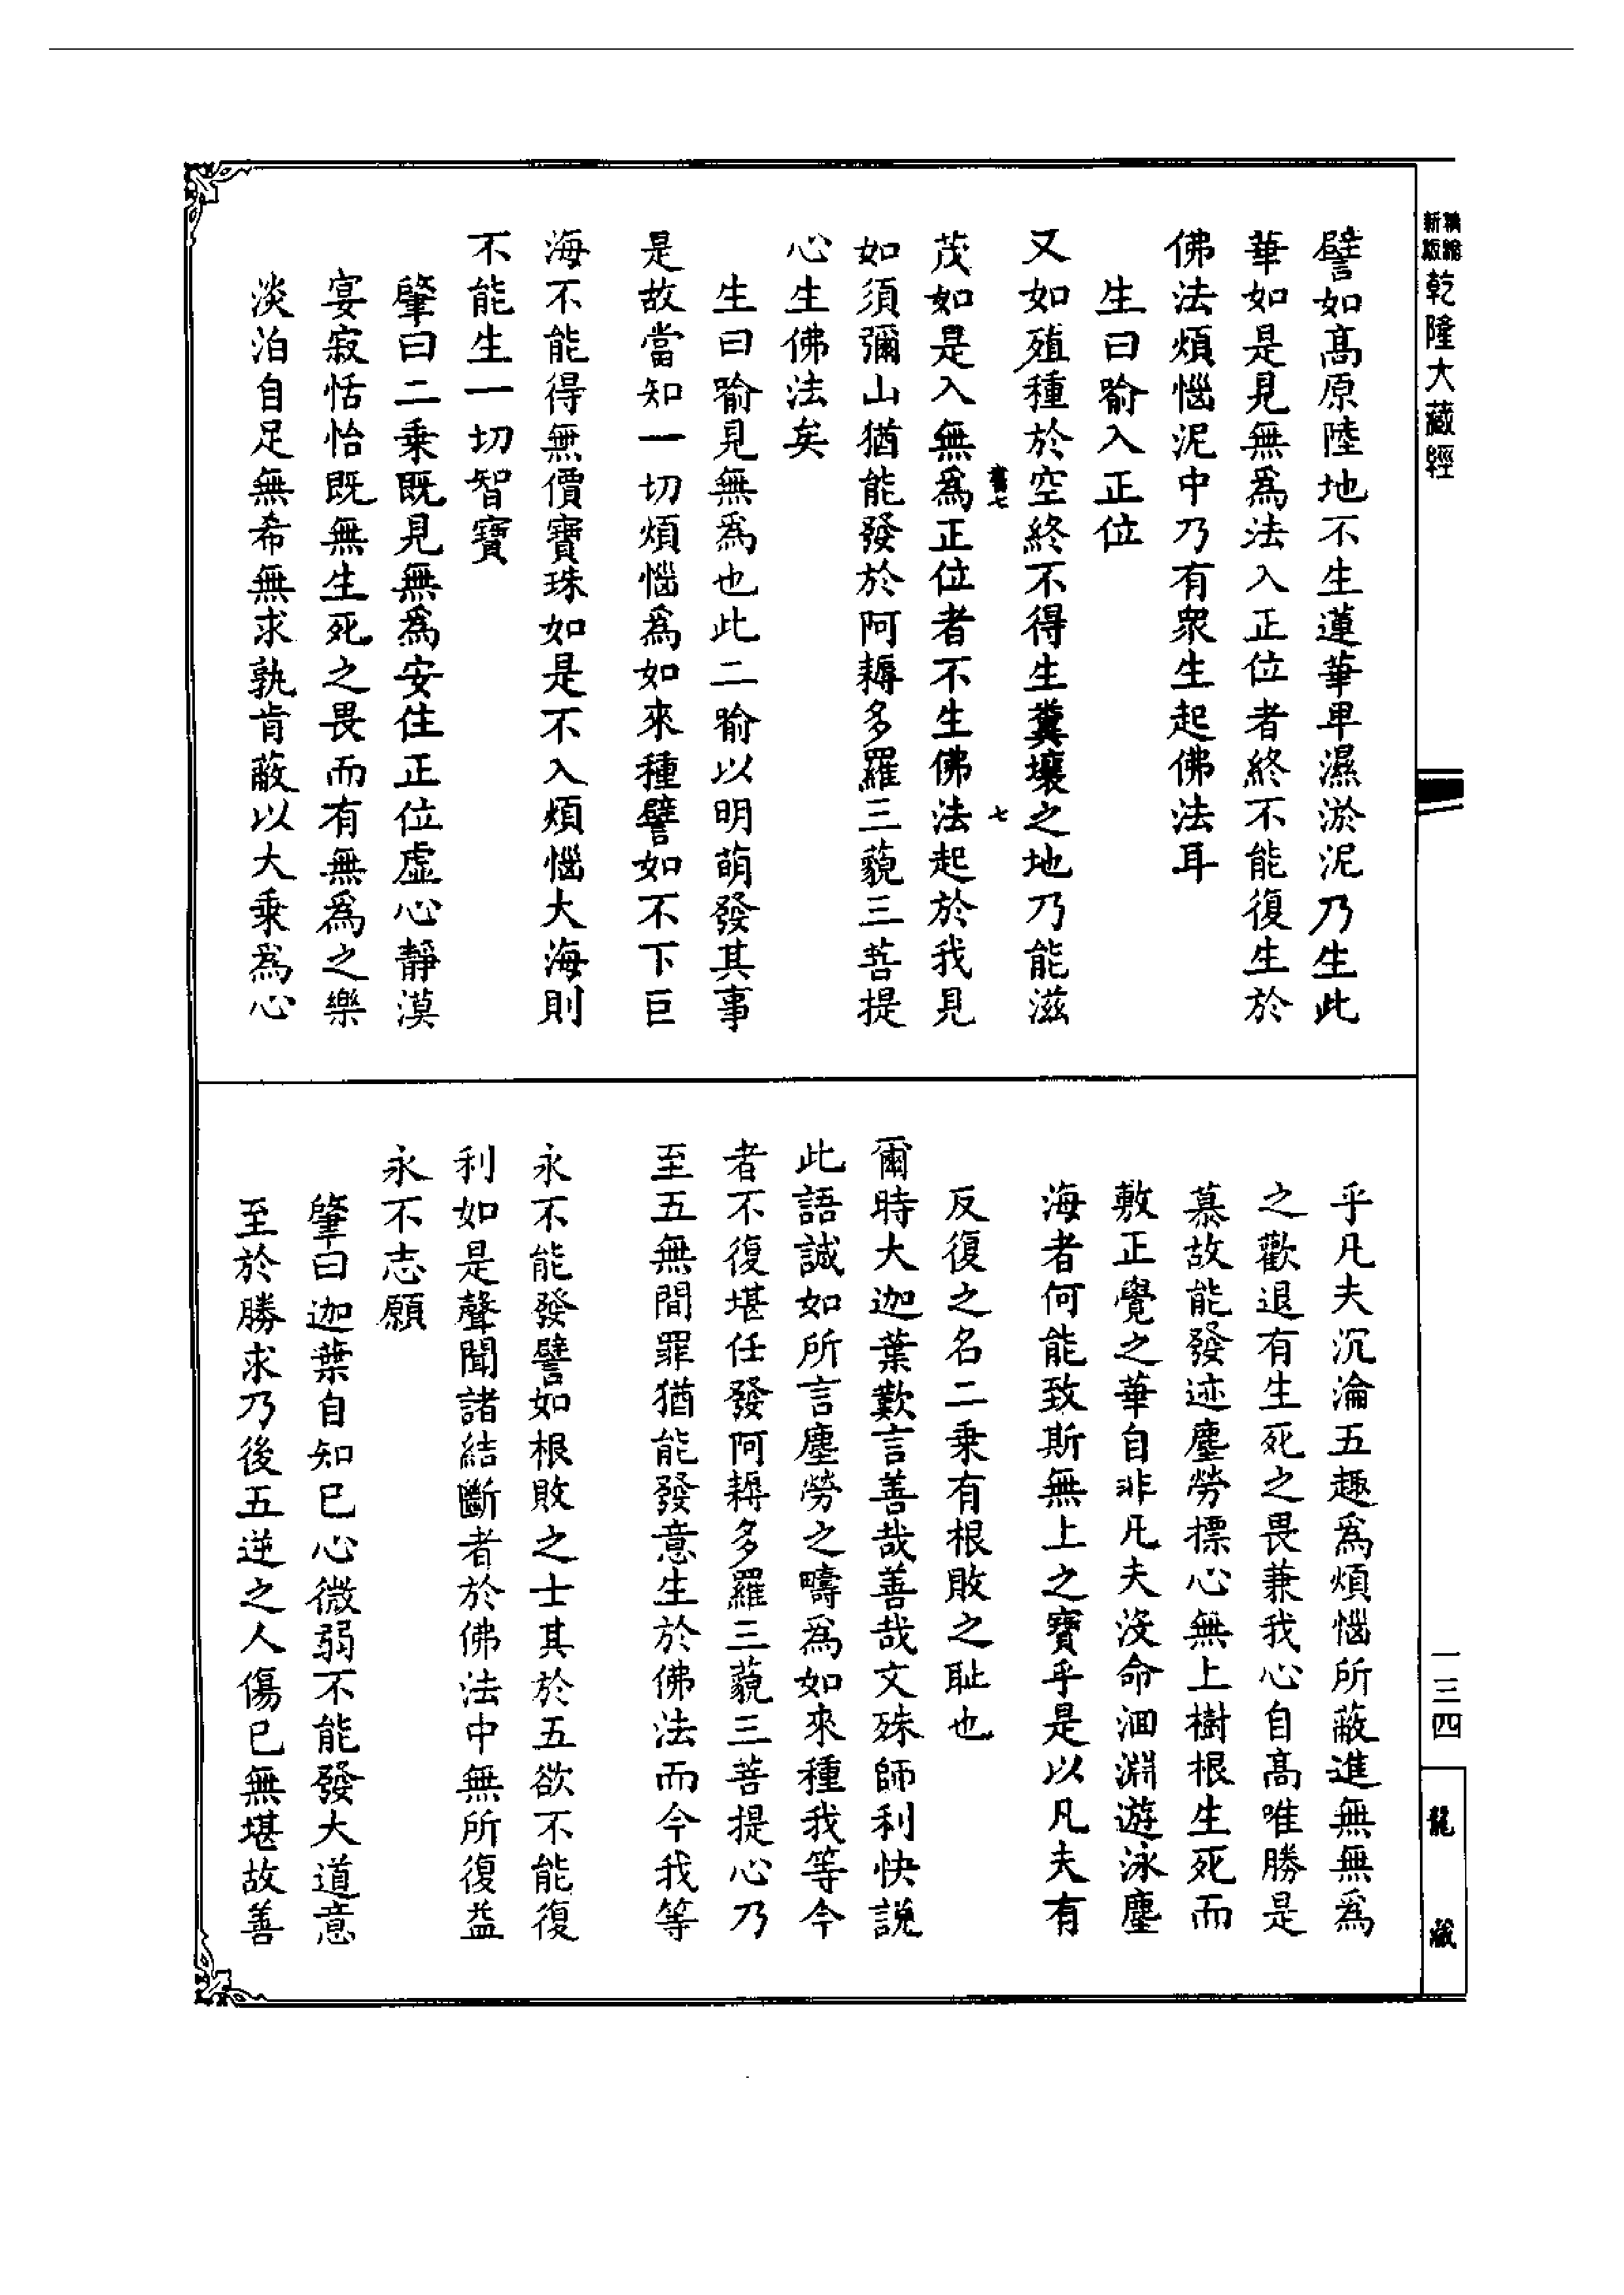 新版
精縮
乾隆大藏經
譬如高原陸地不生蓮華卑濕淤泥乃生此
華如是見無爲法入正位者終不能復生於
佛法煩惱泥中乃有衆生起佛法耳
生曰喻入正位
又如殖種於空終不得生糞壤之地乃能滋
茂如是入無爲正位者不生佛法起於我見
如須彌山猶能發於阿耨多羅三藐三菩提
心生佛法矣
生曰喻見無爲也此二喻以明萌發其事
是故當知一切煩惱爲如來種譬如不下巨
海不能得無價寶珠如是不入煩惱大海則
不能生一切智寶
肇曰二乘既見無爲安住正位虛心靜漠
宴寂恬怡既無生死之畏而有無爲之樂
淡泊自足無希無求孰肯蔽以大乘爲心
乎凡夫沉淪五趣爲煩惱所蔽進無無爲
之歡退有生死之畏兼我心自高唯勝是
慕故能發迹塵勞摽心無上樹根生死而
敷正覺之華自非凡夫沒命洄淵遊泳塵
海者何能致斯無上之寶乎是以凡夫有
反復之名二乘有根敗之恥也
爾時大迦葉歎言善哉善哉文殊師利快說
此語誠如所言塵勞之疇爲如來種我等今
者不復堪任發阿耨多羅三藐三菩提心乃
至五無間罪猶能發意生於佛法而今我等
永不能發譬如根敗之士其於五欲不能復
利如是聲聞諸結斷者於佛法中無所復益
永不志願
肇曰迦葉自知已心微弱不能發大道意
至於勝求乃後五逆之人傷已無堪故善
一三四
龍藏